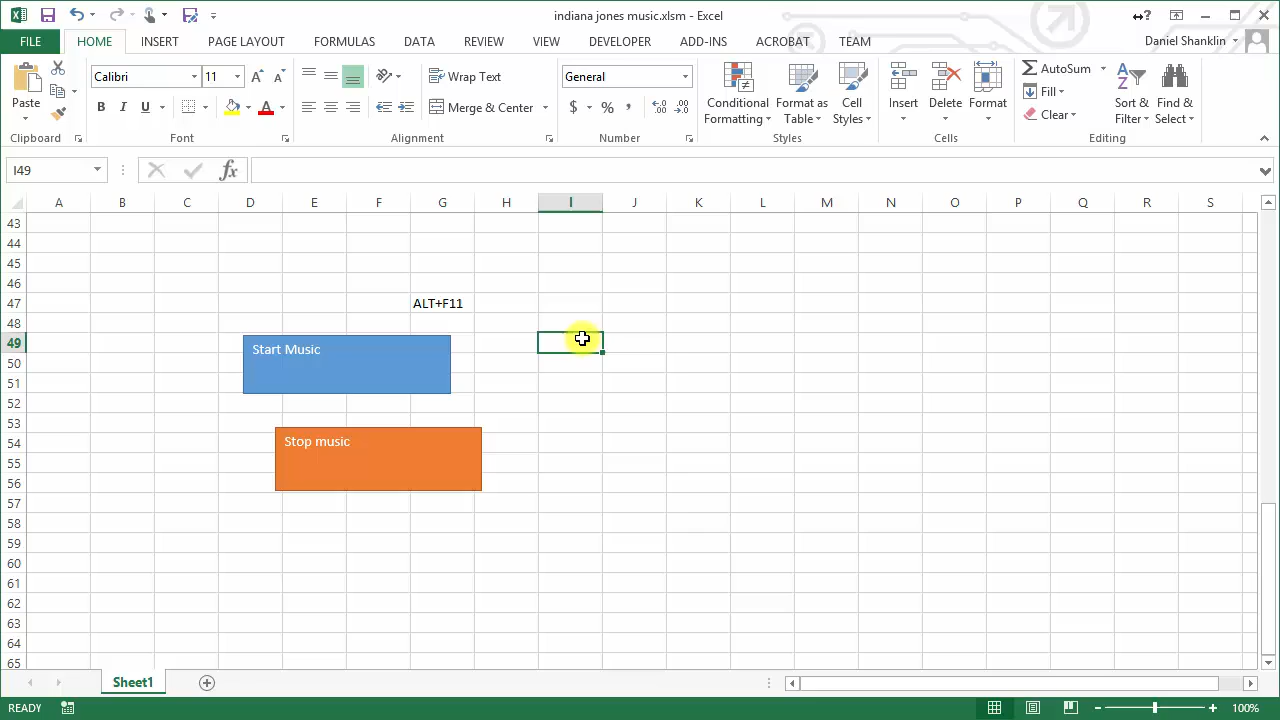 indiana jones music.xlsm - Excel
FILE HOME INSERT PAGE LAYOUT FORMULAS DATA REVIEW VIEW DEVELOPER ADD-INS ACROBAT TEAM Daniel Shanklin
Paste
Calibri 11
B I U A
Wrap Text
Merge & Center
General
$ % ,
Conditional Formatting
Format as Table
Cell Styles
Insert
Delete
Format
AutoSum
Fill
Clear
Sort & Filter
Find & Select
Clipboard Font Alignment Number Styles Cells Editing
I49 fx
A B C D E F G H I J K L M N O P Q R S
43
44
45
46
47 ALT+F11
48
49 Start Music
50
51
52
53
54 Stop music
55
56
57
58
59
60
61
62
63
64
65
Sheet1
READY 100%